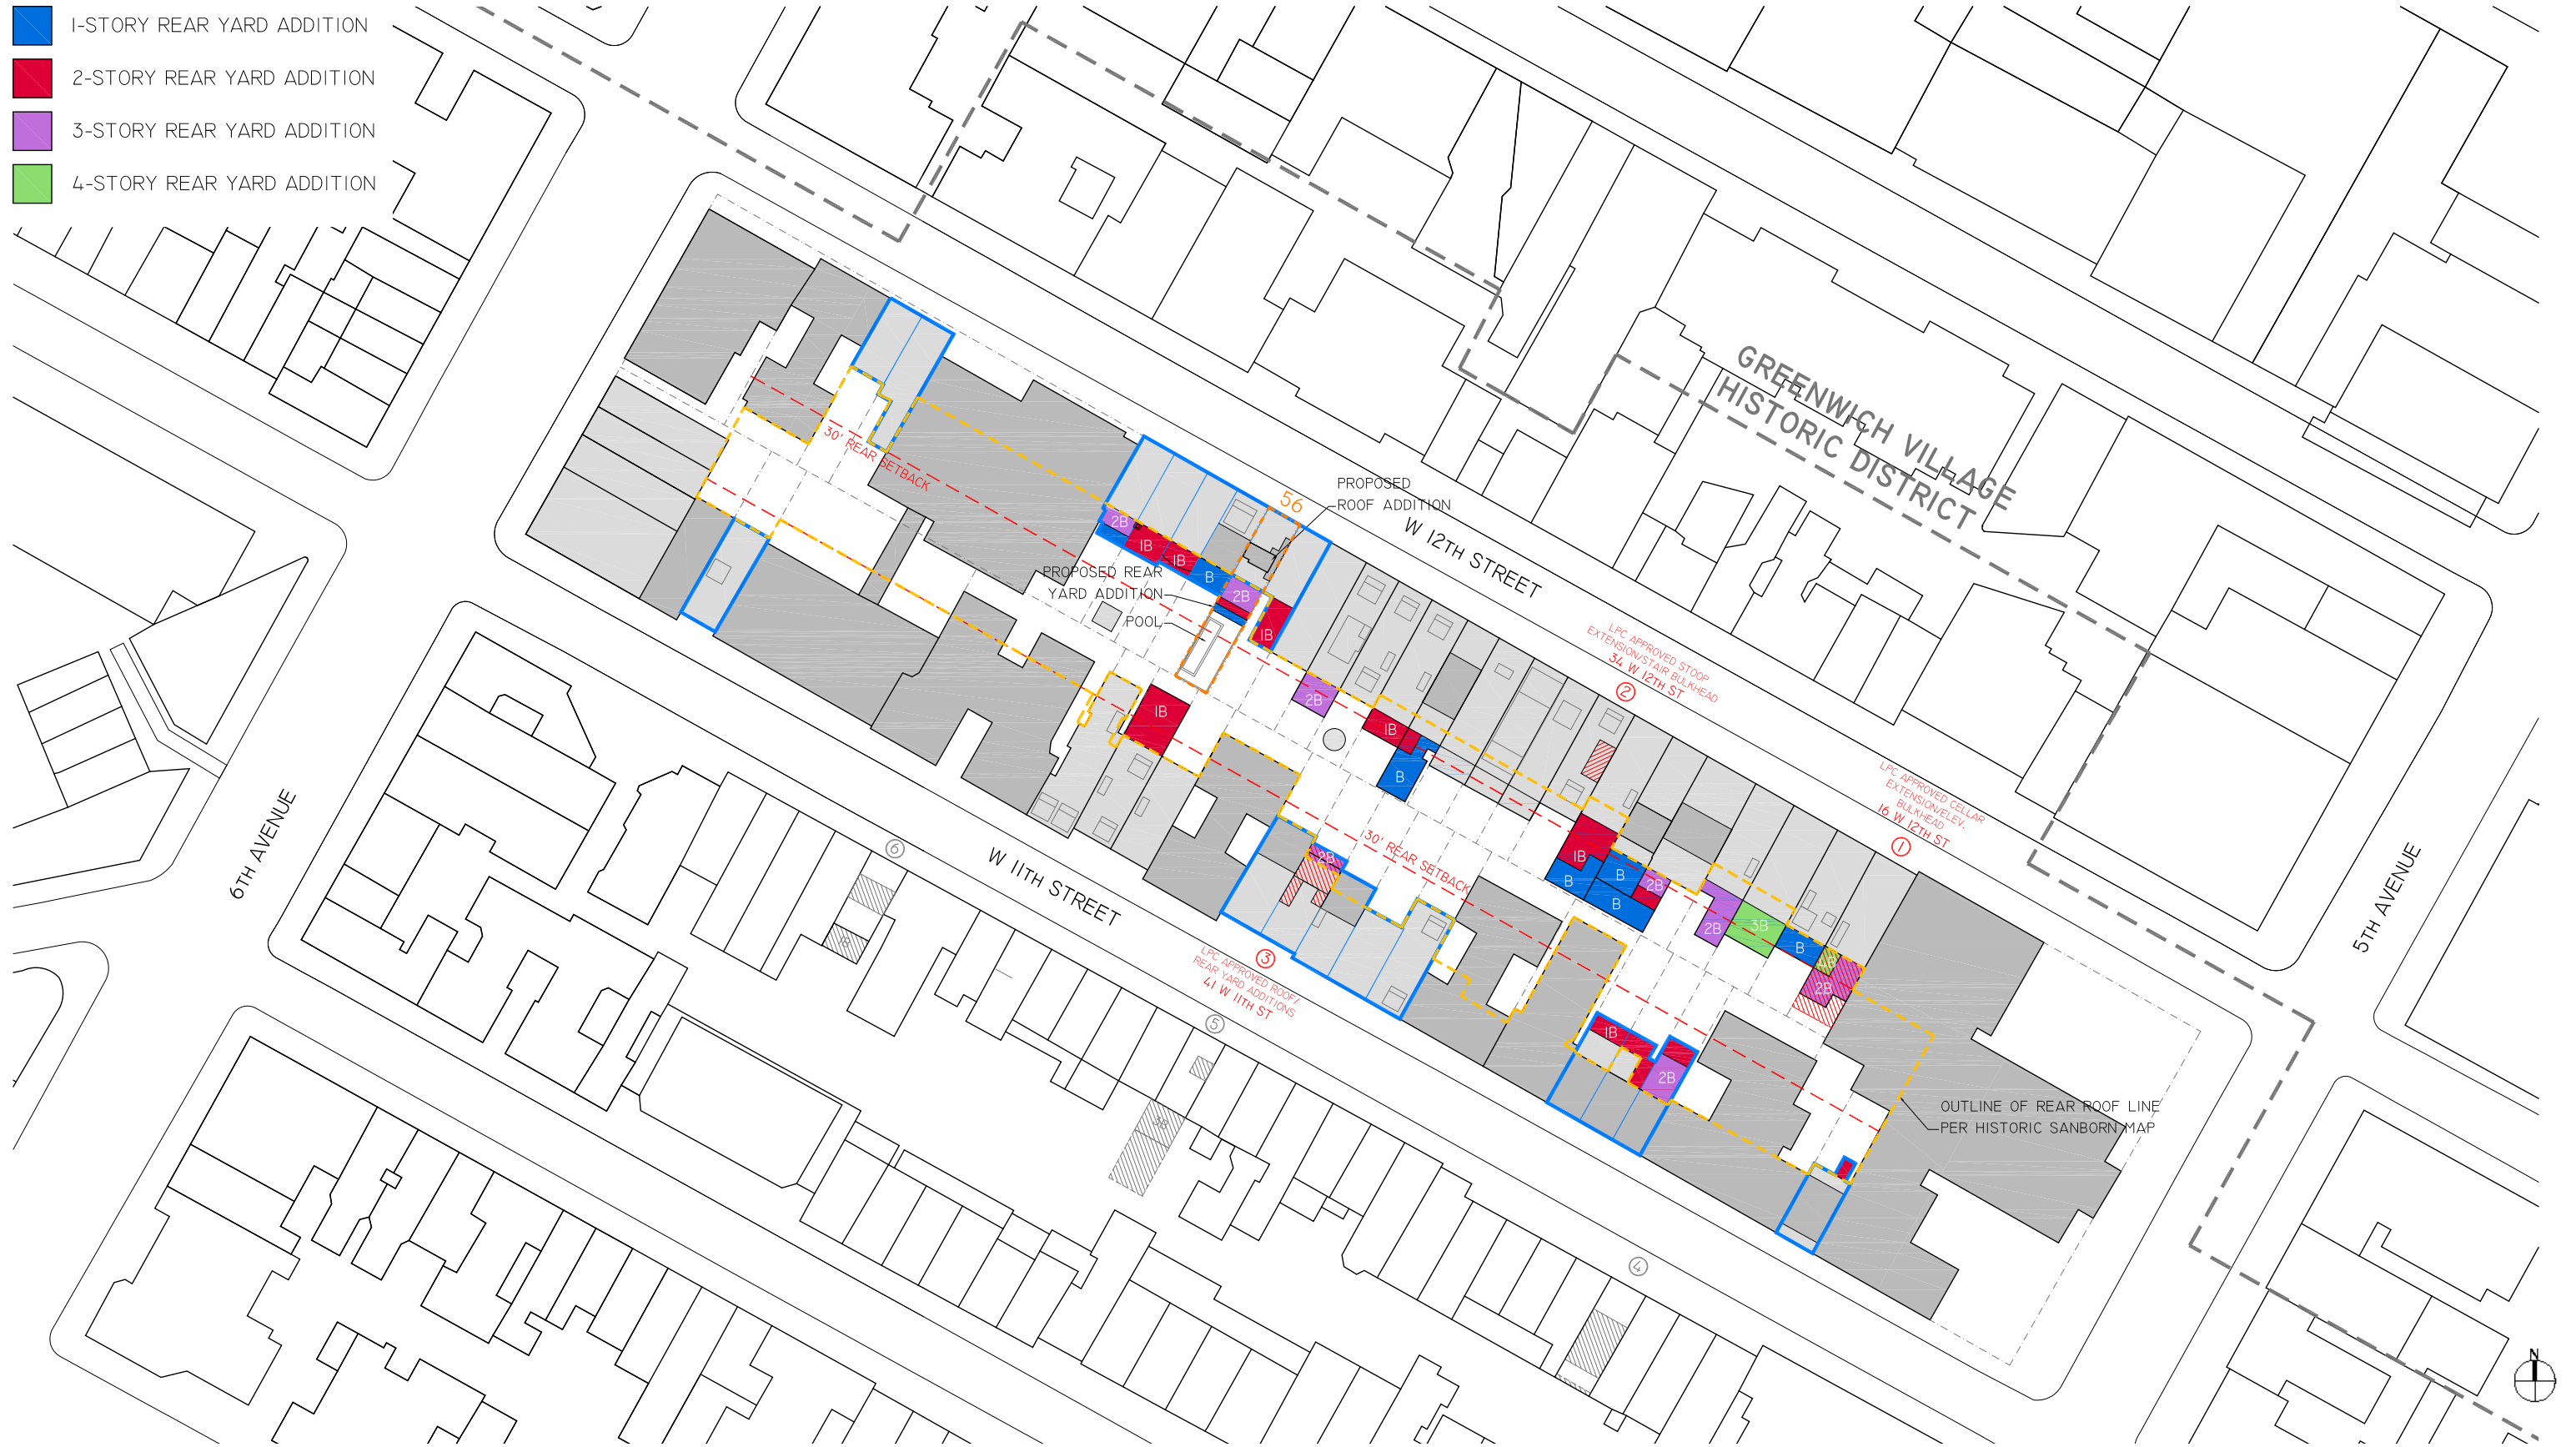 1-STORY REAR YARD ADDITION
2-STORY REAR YARD ADDITION
3-STORY REAR YARD ADDITION
4-STORY REAR YARD ADDITION
GREENWICH VILLAGE
HISTORIC DISTRICT
30' REAR SETBACK
56
PROPOSED
ROOF ADDITION
W 12TH STREET
2B
1B
1B
B
2B
1B
PROPOSED REAR
YARD ADDITION
POOL
LPC APPROVED STOOP
EXTENSION/STAIR BULKHEAD
34 W 12TH ST
2
2B
1B
1B
B
LPC APPROVED CELLAR
EXTENSION/ELEV.
BULKHEAD
16 W 12TH ST
1
6TH AVENUE
5TH AVENUE
30' REAR SETBACK
2B
1B
B
B
B
2B
2B
3B
B
2B
6
B
W 11TH STREET
3
LPC APPROVED ROOF/
REAR YARD ADDITIONS
41 W 11TH ST
5
3B
1B
2B
OUTLINE OF REAR ROOF LINE
PER HISTORIC SANBORN MAP
4
N